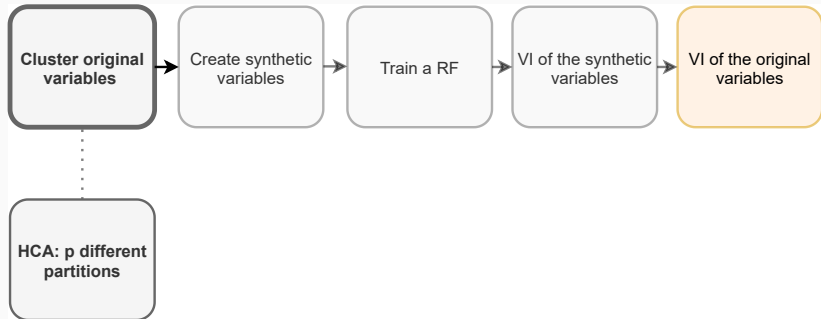 Cluster original
variables
Create synthetic
variables
Train a RF
VI of the synthetic
variables
VI of the original
variables
HCA: p different
partitions